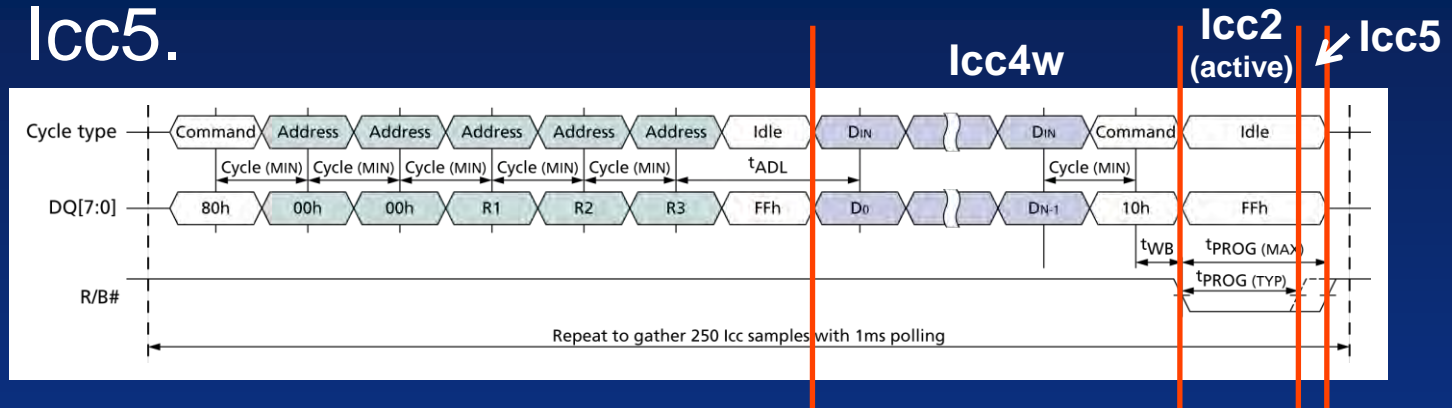 Icc5.
Icc4w
Icc2
(active)
Icc5
Cycle type Command Address Address Address Address Address Idle DIN DIN Command Idle
Cycle (MIN) Cycle (MIN) Cycle (MIN) Cycle (MIN) Cycle (MIN) tADL Cycle (MIN)
DQ[7:0] 80h 00h 00h R1 R2 R3 FFh D0 DN-1 10h FFh
tWB tPROG (MAX)
tPROG (TYP)
R/B#
Repeat to gather 250 Icc samples with 1ms polling